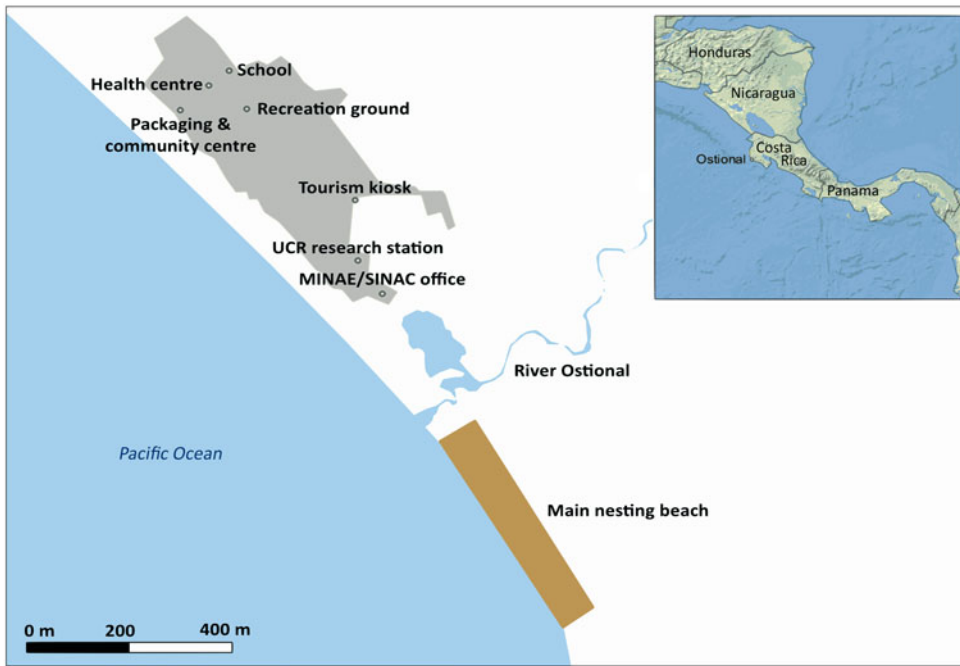 School
Health centre
Recreation ground
Packaging &
community centre
Tourism kiosk
UCR research station
MINAE/SINAC office
River Ostional
Pacific Ocean
Main nesting beach
0 m 200 400 m
Honduras
Nicaragua
Costa
Rica
Ostional
Panama